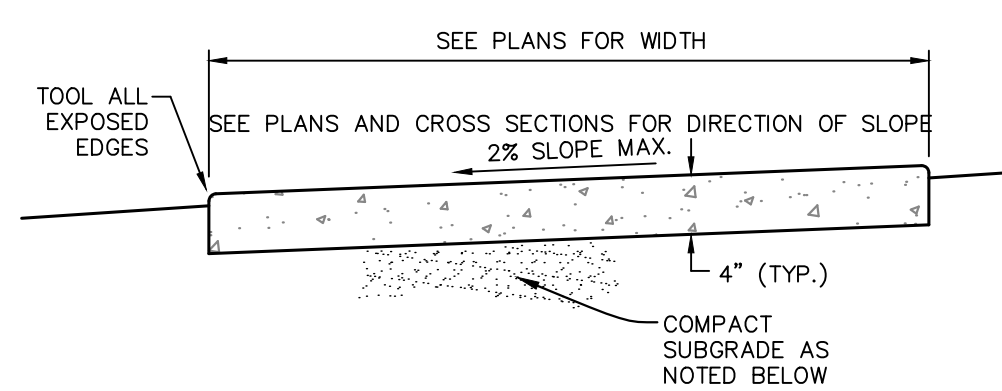 SEE PLANS FOR WIDTH
TOOL ALL
EXPOSED
EDGES
SEE PLANS AND CROSS SECTIONS FOR DIRECTION OF SLOPE
2% SLOPE MAX.
4" (TYP.)
COMPACT
SUBGRADE AS
NOTED BELOW